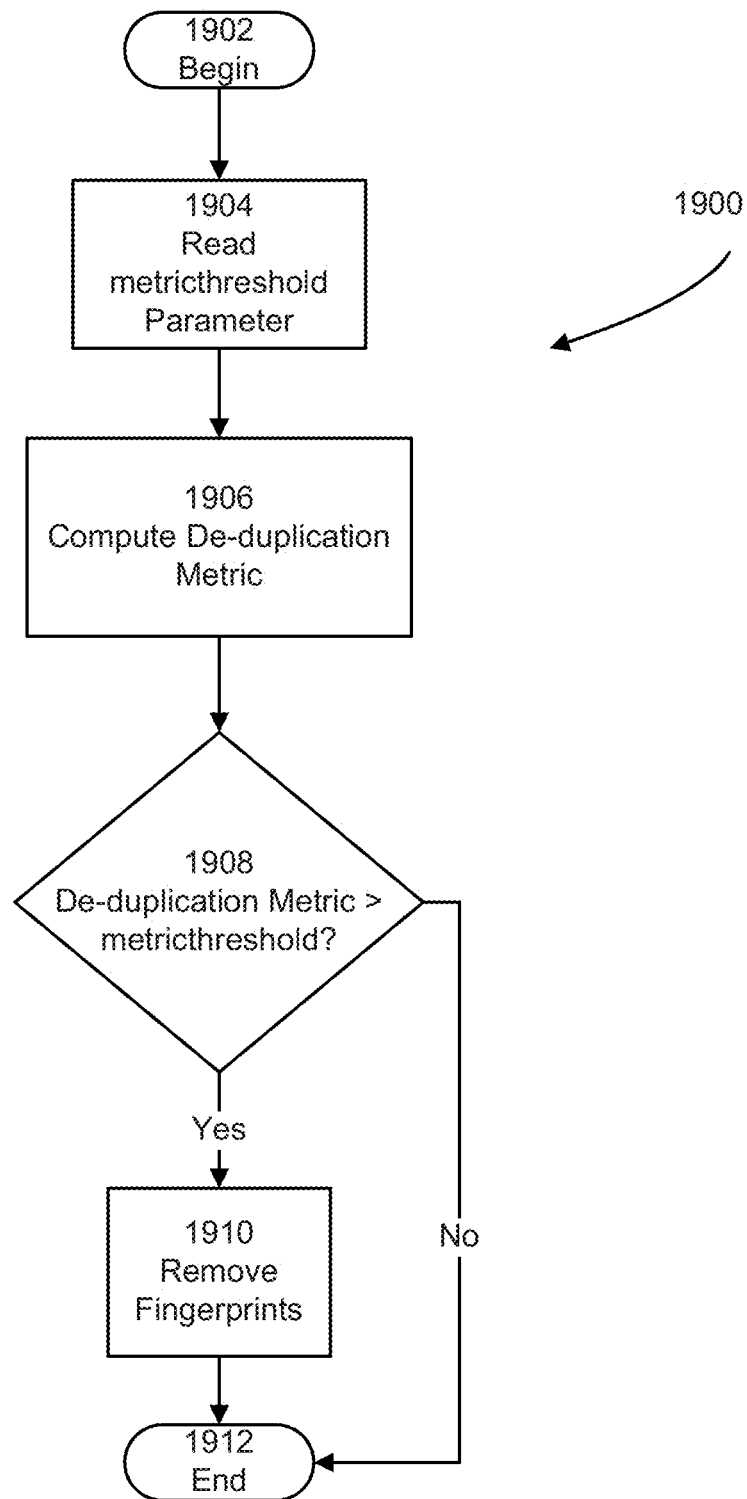 1902
Begin
1904
Read
metricthreshold
Parameter
1900
1906
Compute De-duplication
Metric
1908
De-duplication Metric >
metricthreshold?
Yes
1910
Remove
Fingerprints
No
1912
End